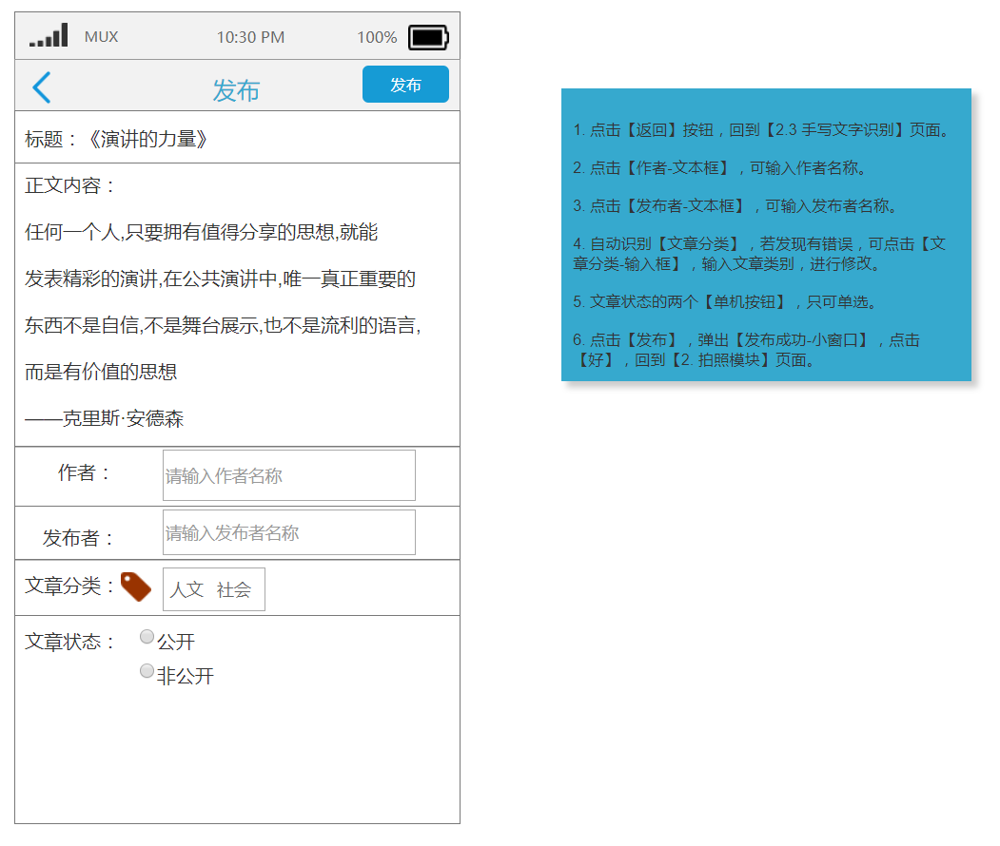 MUX 10:30 PM 100%
发布 发布
标题：《演讲的力量》
正文内容：
任何一个人,只要拥有值得分享的思想,就能
发表精彩的演讲,在公共演讲中,唯一真正重要的
东西不是自信,不是舞台展示,也不是流利的语言,
而是有价值的思想
——克里斯·安德森
作者： 请输入作者名称
发布者： 请输入发布者名称
文章分类： 人文 社会
文章状态： 公开
非公开
1. 点击【返回】按钮，回到【2.3 手写文字识别】页面。
2. 点击【作者-文本框】，可输入作者名称。
3. 点击【发布者-文本框】，可输入发布者名称。
4. 自动识别【文章分类】，若发现有错误，可点击【文
章分类-输入框】，输入文章类别，进行修改。
5. 文章状态的两个【单机按钮】，只可单选。
6. 点击【发布】，弹出【发布成功-小窗口】，点击
【好】，回到【2. 拍照模块】页面。